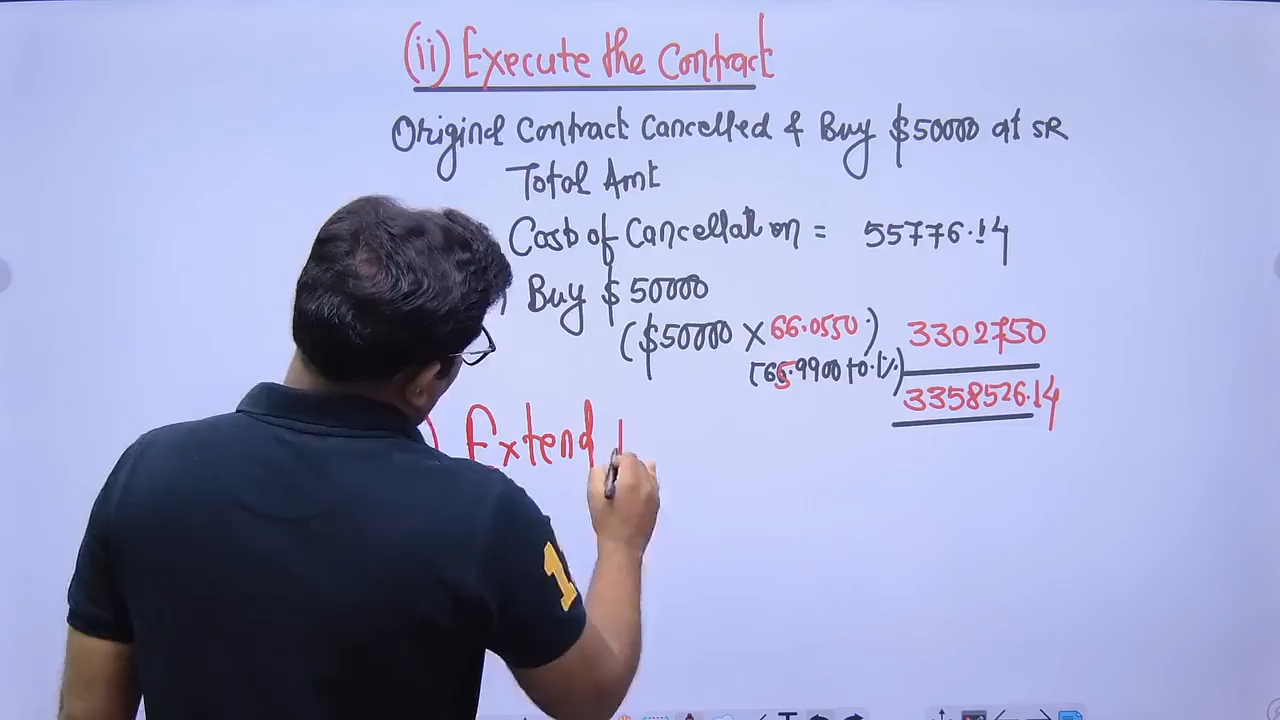 (ii) Execute the Contract
Original Contract Cancelled & Buy $50000 at SR
Total Amt
Cost of Cancellation = 55776.14
Buy $50000
($50000 X 66.0550) 3302750
(65.9900+0.1%)
3358526.14
) Extend
1